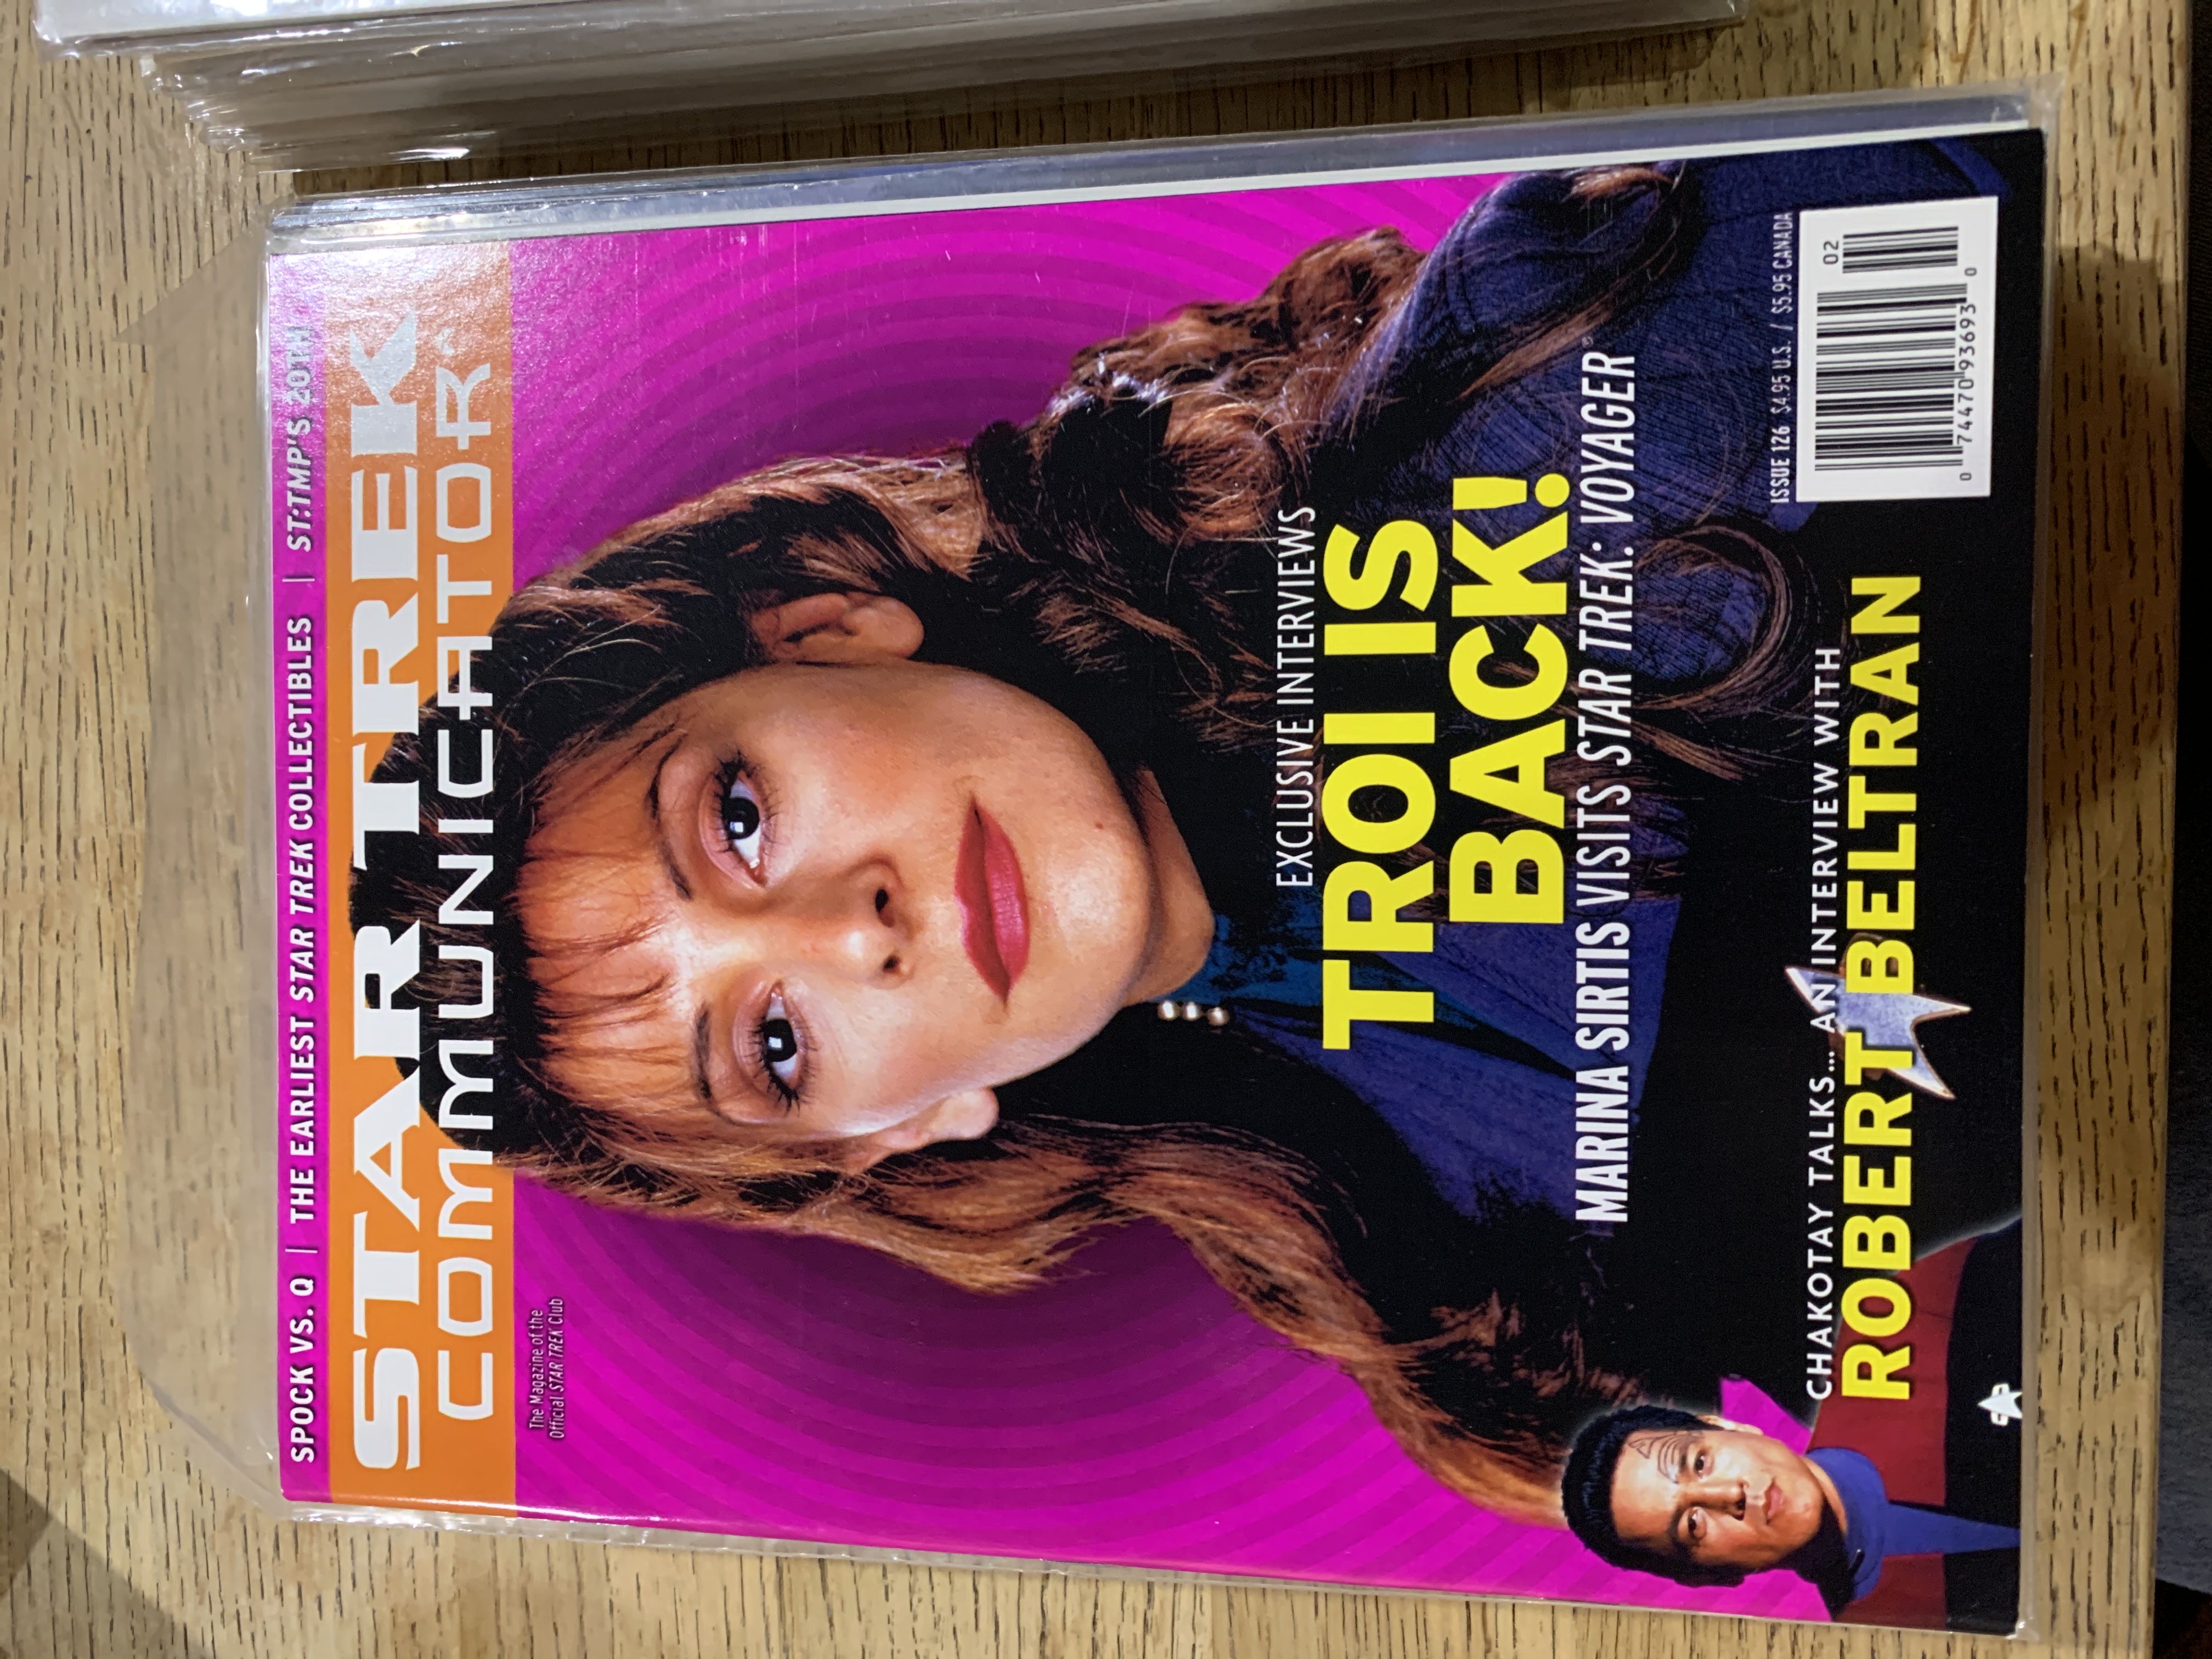 SPOCK VS. Q | THE EARLIEST STAR TREK COLLECTIBLES | ST:TMP'S 20TH
STAR TREK
COMMUNICATOR®
The Magazine of the
Official STAR TREK Club
EXCLUSIVE INTERVIEWS
TROI IS
BACK!
MARINA SIRTIS VISITS STAR TREK: VOYAGER®
CHAKOTAY TALKS... AN INTERVIEW WITH
ROBERT BELTRAN
ISSUE 126 $4.95 U.S. / $5.95 CANADA
02
0 74470 93693 0